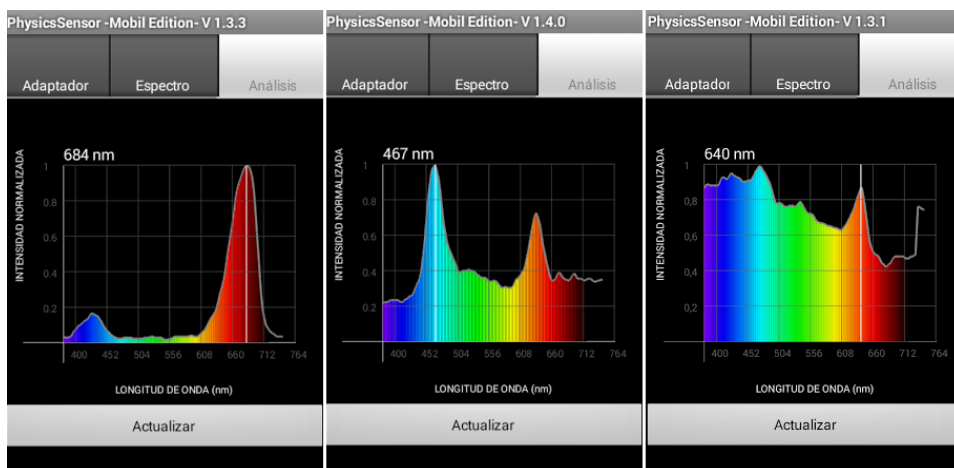 PhysicsSensor -Mobil Edition- V 1.3.3
Adaptador Espectro Análisis
684 nm
INTENSIDAD NORMALIZADA
1
0.8
0.6
0.4
0.2
400 452 504 556 608 660 712 764
LONGITUD DE ONDA (nm)
Actualizar
PhysicsSensor -Mobil Edition- V 1.4.0
Adaptador Espectro Análisis
467 nm
INTENSIDAD NORMALIZADA
1
0.8
0.6
0.4
0.2
400 452 504 556 608 660 712 764
LONGITUD DE ONDA (nm)
Actualizar
PhysicsSensor -Mobil Edition- V 1.3.1
Adaptador Espectro Análisis
640 nm
INTENSIDAD NORMALIZADA
1
0,8
0,6
0,4
0,2
400 452 504 556 608 660 712 764
LONGITUD DE ONDA (nm)
Actualizar